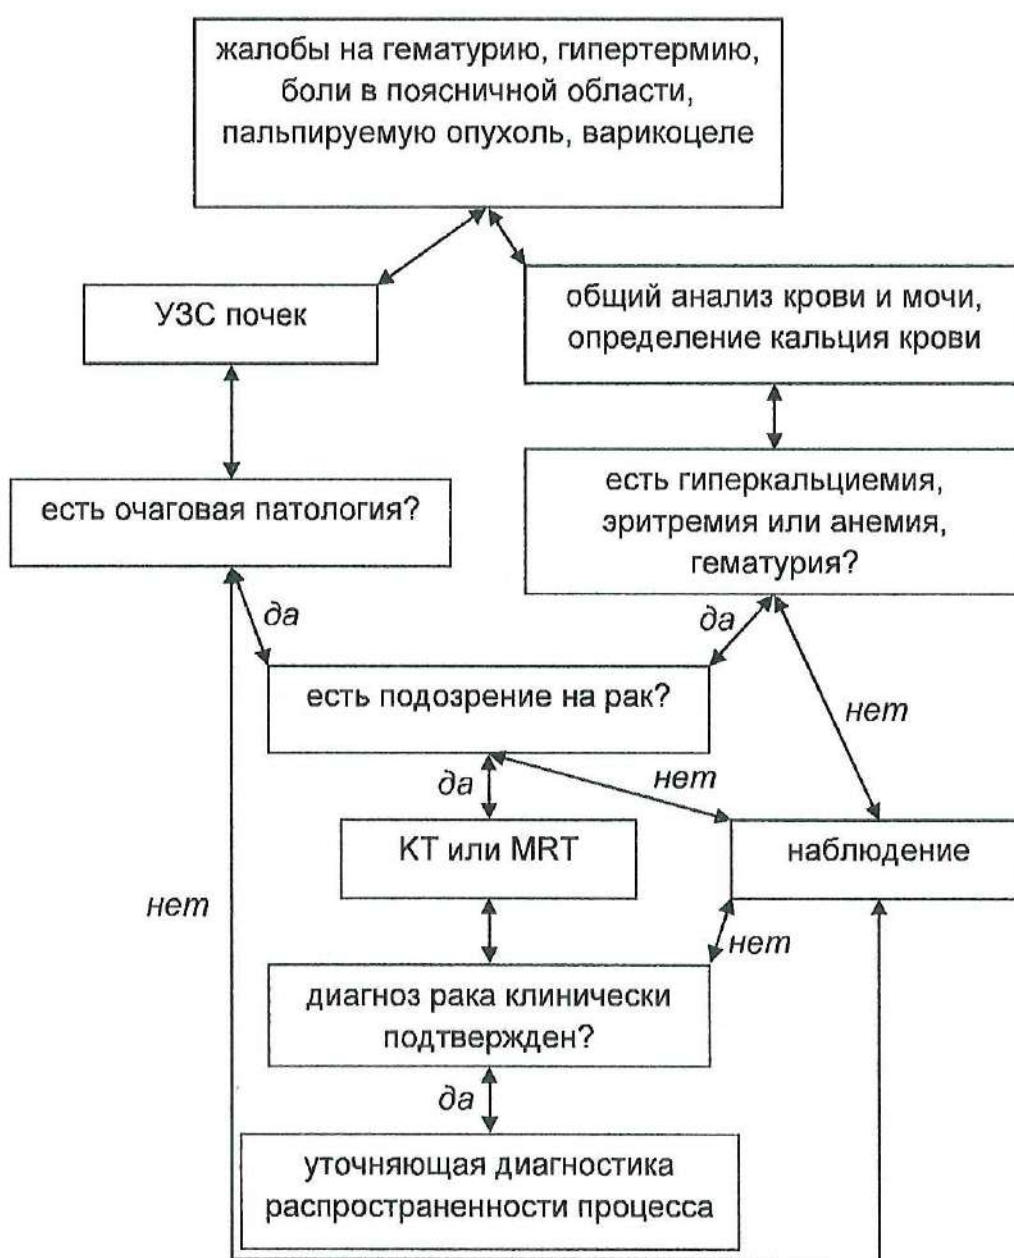 жалобы на гематурию, гипертермию,
боли в поясничной области,
пальпируемую опухоль, варикоцеле
УЗС почек
общий анализ крови и мочи,
определение кальция крови
есть очаговая патология?
есть гиперкальциемия,
эритремия или анемия,
гематурия?
да
да
есть подозрение на рак?
нет
да
нет
КТ или MRT
наблюдение
нет
нет
диагноз рака клинически
подтвержден?
да
уточняющая диагностика
распространенности процесса